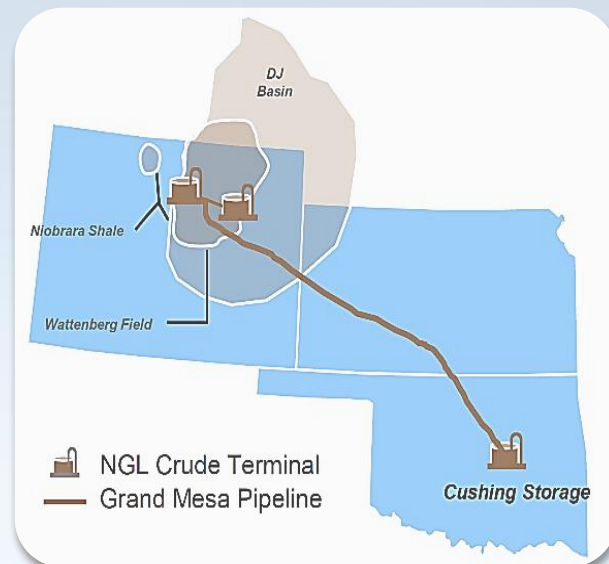 DJ
Basin
Niobrara Shale
Wattenberg Field
NGL Crude Terminal
Grand Mesa Pipeline
Cushing Storage